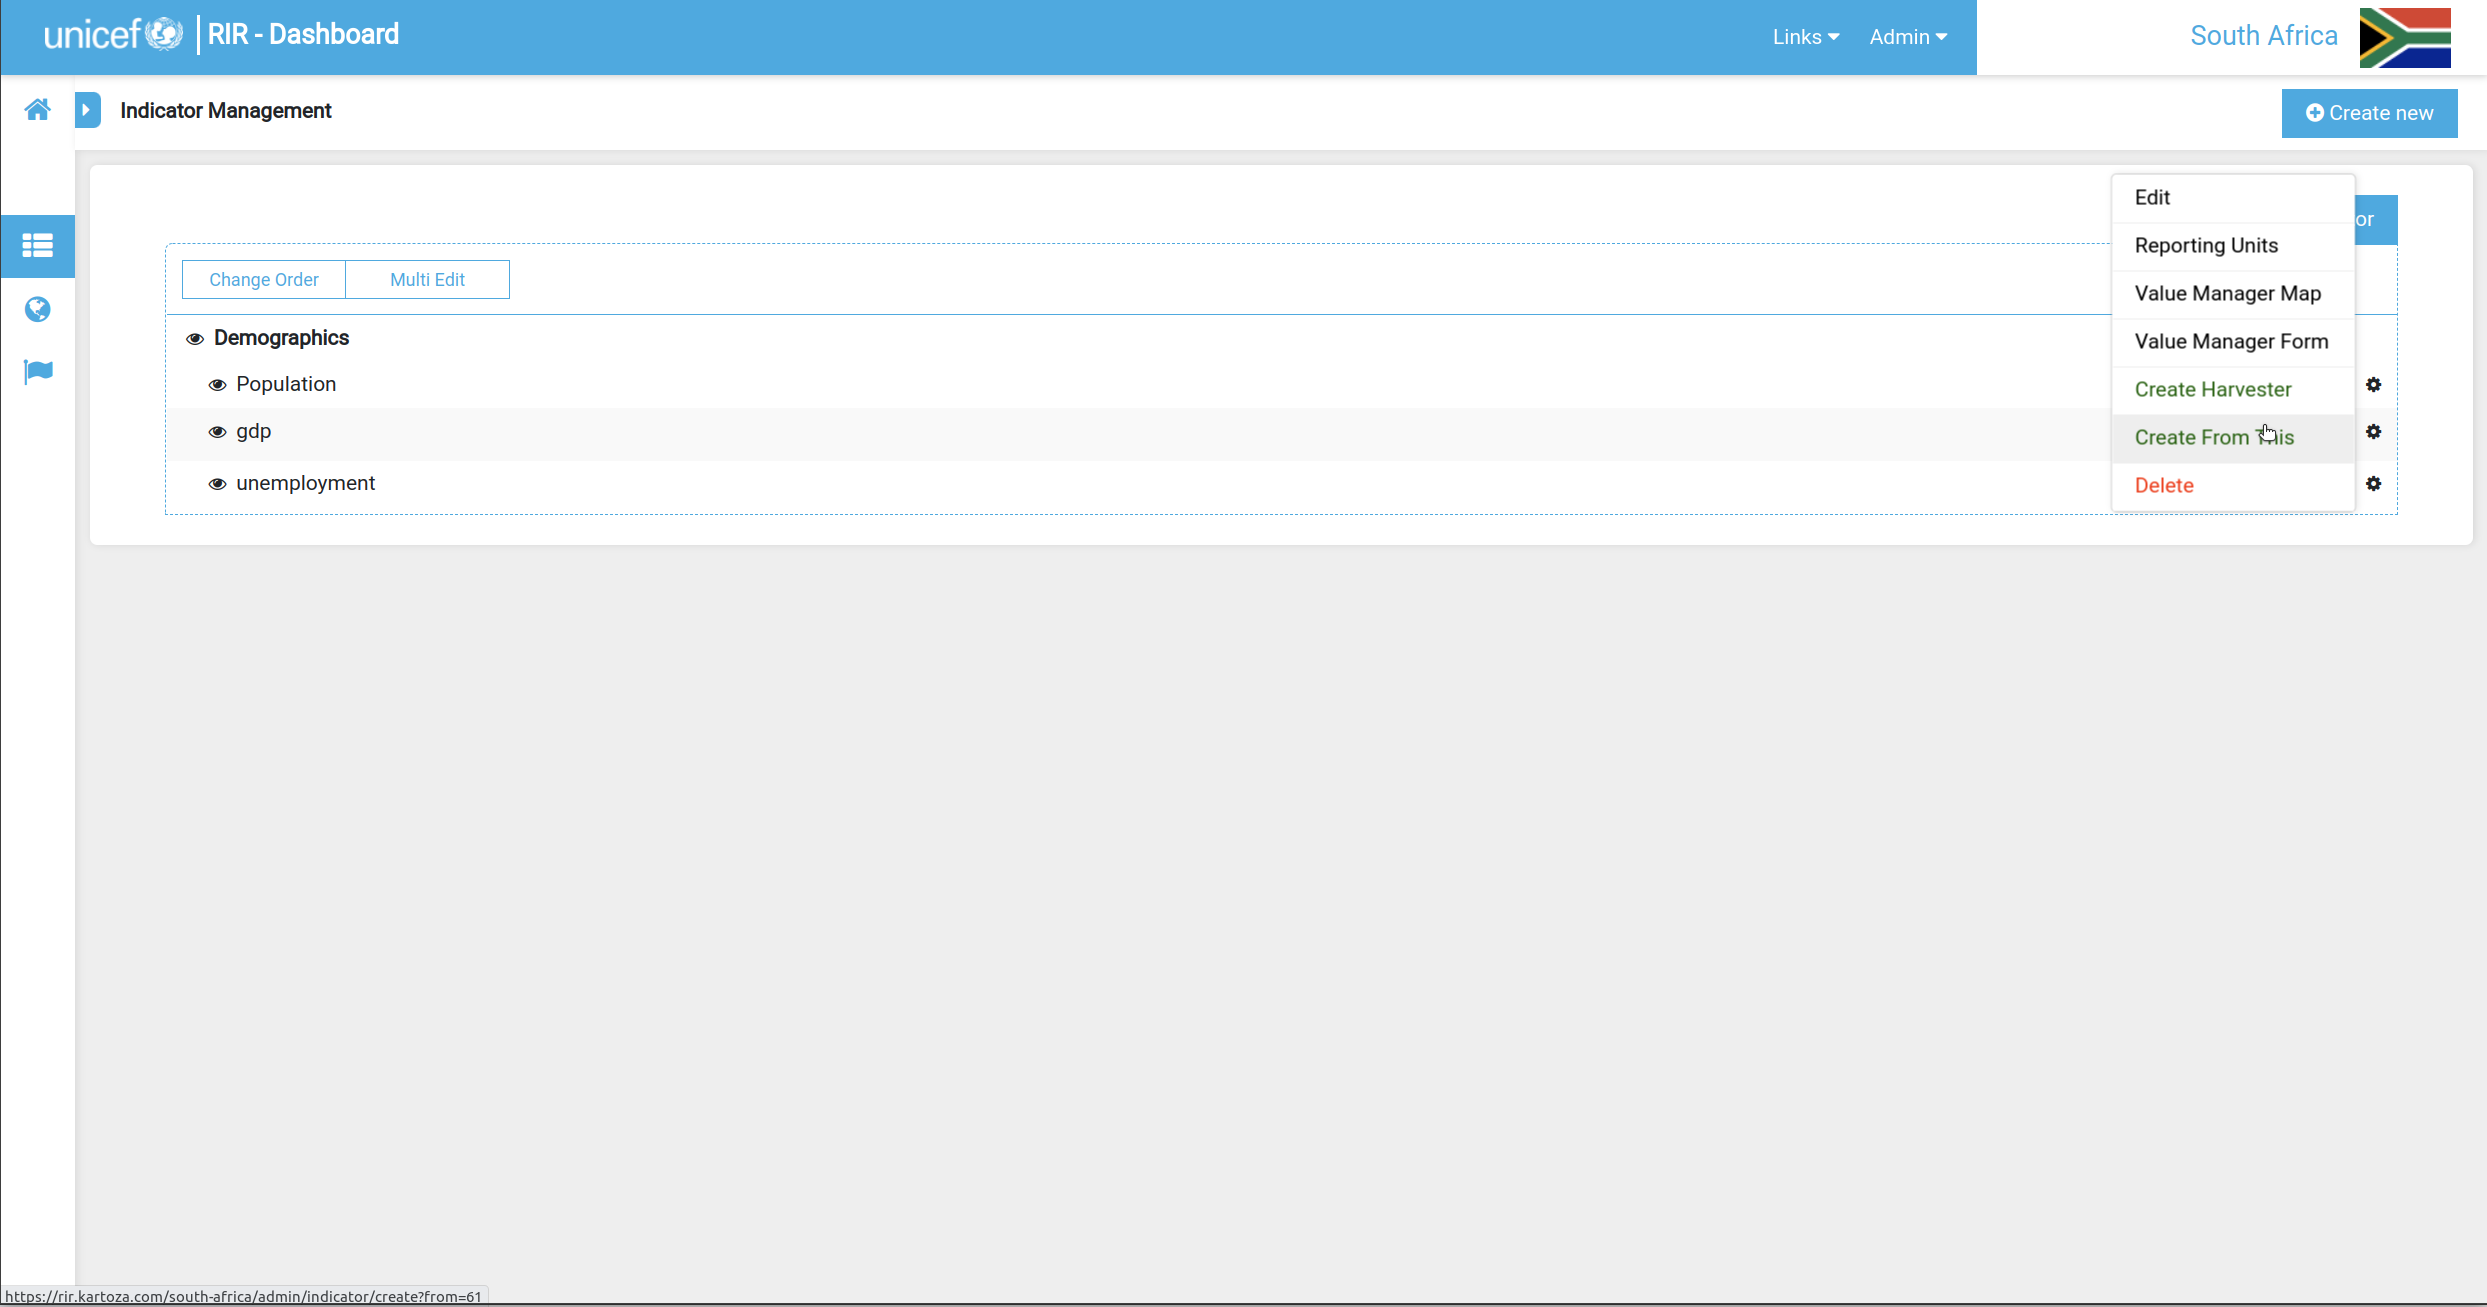 unicef | RIR - Dashboard
Links Admin
South Africa
Indicator Management
Create new
Edit
or
Reporting Units
Change Order Multi Edit
Value Manager Map
Demographics
Value Manager Form
Population
Create Harvester
gdp
Create From This
unemployment
Delete
https://rir.kartoza.com/south-africa/admin/indicator/create?from=61